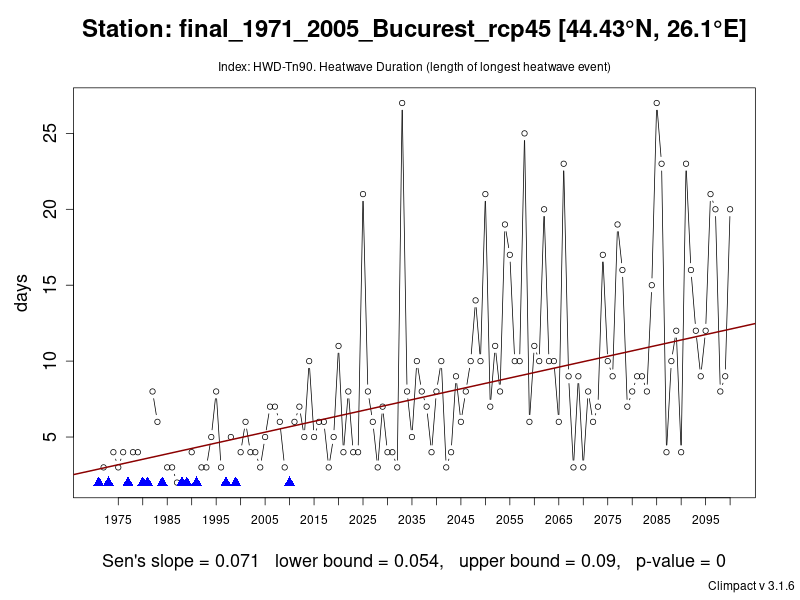 Station: final_1971_2005_Bucurest_rcp45 [44.43°N, 26.1°E]
Index: HWD-Tn90. Heatwave Duration (length of longest heatwave event)
days
25
20
15
10
5
1975 1985 1995 2005 2015 2025 2035 2045 2055 2065 2075 2085 2095
Sen's slope = 0.071 lower bound = 0.054, upper bound = 0.09, p-value = 0
Climpact v 3.1.6